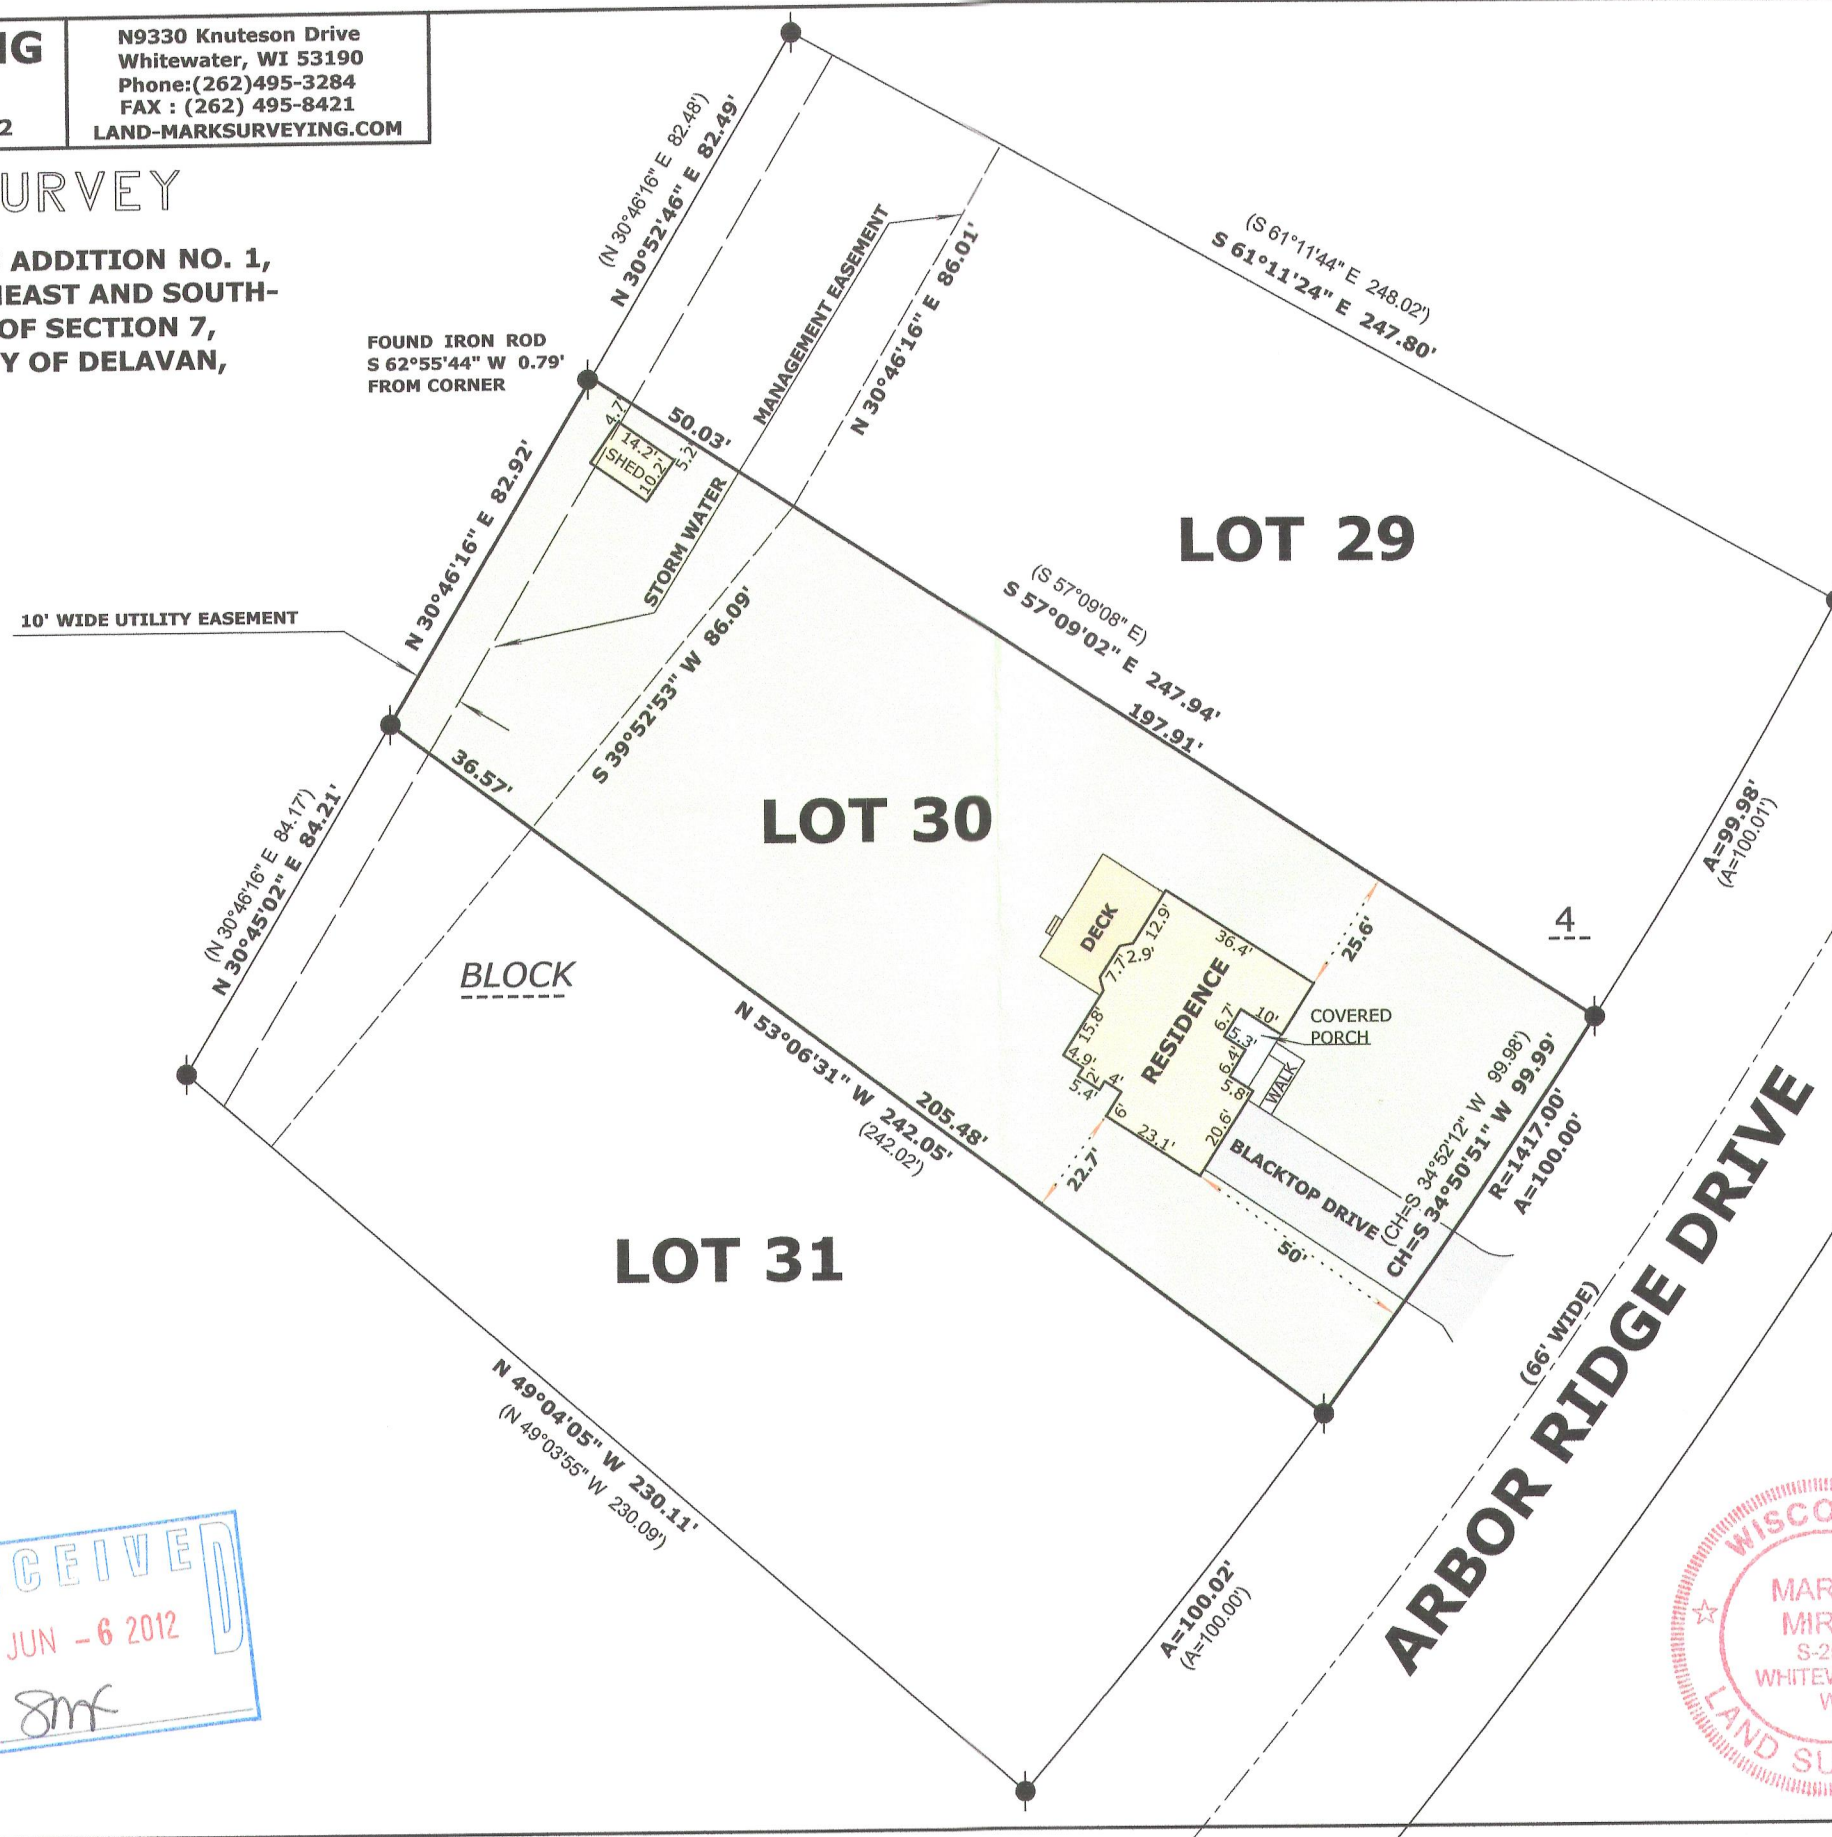 N9330 Knuteson Drive
Whitewater, WI 53190
Phone:(262)495-3284
FAX : (262) 495-8421
LAND-MARKSURVEYING.COM
ADDITION NO. 1,
AND SOUTH-
OF SECTION 7,
OF DELAVAN,
FOUND IRON ROD
S 62°55'44" W 0.79'
FROM CORNER
(N 30°46'16" E 82.48')
N 30°52'46" E 82.49'
MANAGEMENT EASEMENT
N 30°46'16" E 86.01'
(S 61°11'44" E 248.02')
S 61°11'24" E 247.80'
4.7'
50.03'
14.2'
SHED
10.2'
5.2'
N 30°46'16" E 82.92'
STORM WATER
LOT 29
10' WIDE UTILITY EASEMENT
(S 57°09'08" E)
S 57°09'02" E 247.94'
197.91'
S 39°52'53" W 86.09'
36.57'
LOT 30
A=99.98'
(A=100.01')
(N 30°46'16" E 84.17')
N 30°45'02" E 84.21'
BLOCK
4
DECK
12.9'
2.9'
7.7'
36.4'
25.6'
RESIDENCE
15.8'
4.9'
2'
5.4'
4'
6'
23.1'
20.6'
5.8'
6.4'
5.3'
6.7'
10'
COVERED
PORCH
WALK
N 53°06'31" W 242.05'
(242.02')
205.48'
22.7'
BLACKTOP DRIVE
50'
(CH=S 34°52'12" W 99.98')
CH=S 34°50'51" W 99.99'
R=1417.00'
A=100.00'
LOT 31
(66' WIDE)
ARBOR RIDGE DRIVE
N 49°04'05" W 230.11'
(N 49°03'55" W 230.09')
A=100.02'
(A=100.00')
JUN - 6 2012
LAND